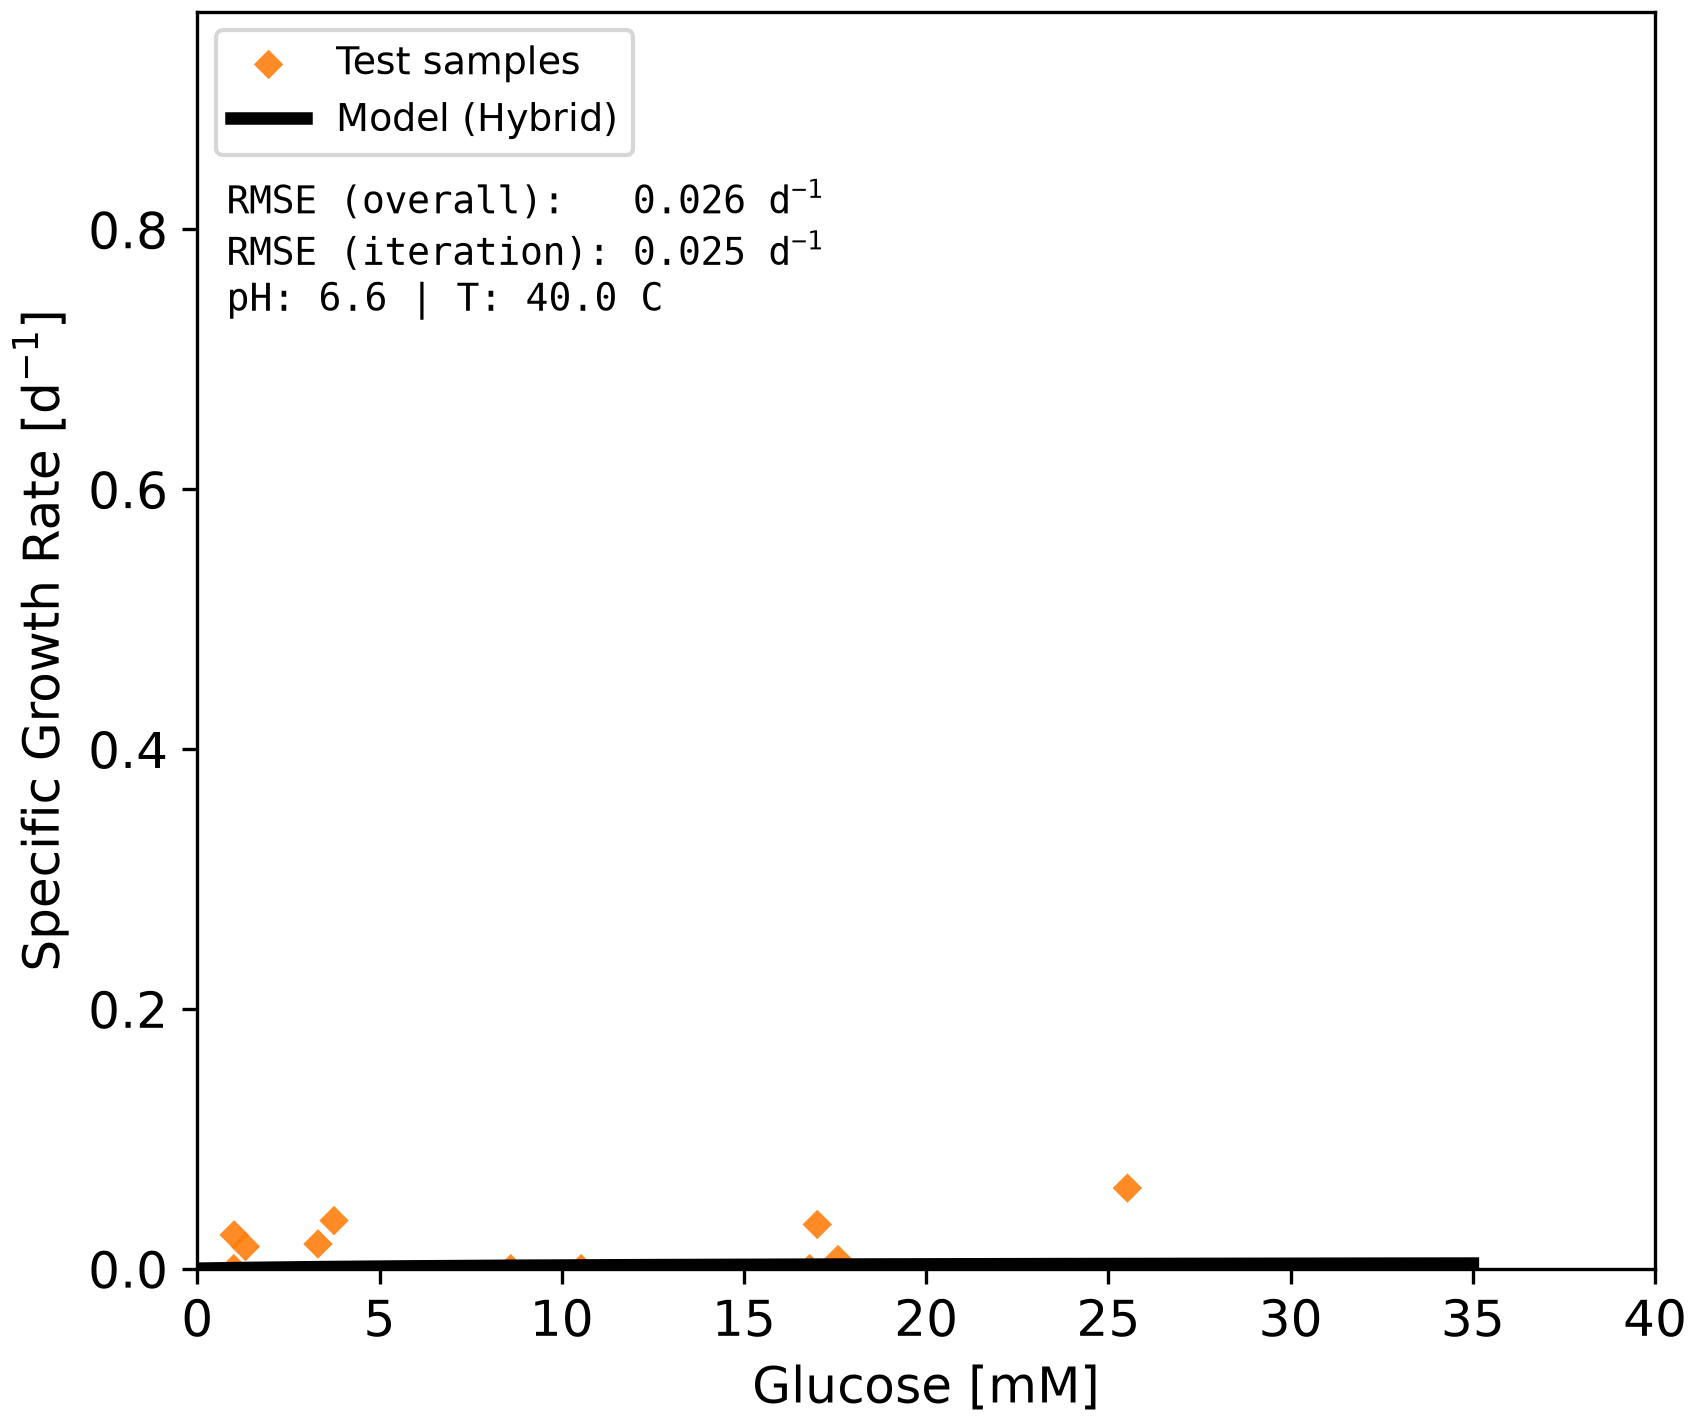 Test samples
Model (Hybrid)
RMSE (overall):   0.026 d⁻¹
RMSE (iteration): 0.025 d⁻¹
pH: 6.6 | T: 40.0 C
Specific Growth Rate [d⁻¹]
0.8
0.6
0.4
0.2
0.0
0 5 10 15 20 25 30 35 40
Glucose [mM]